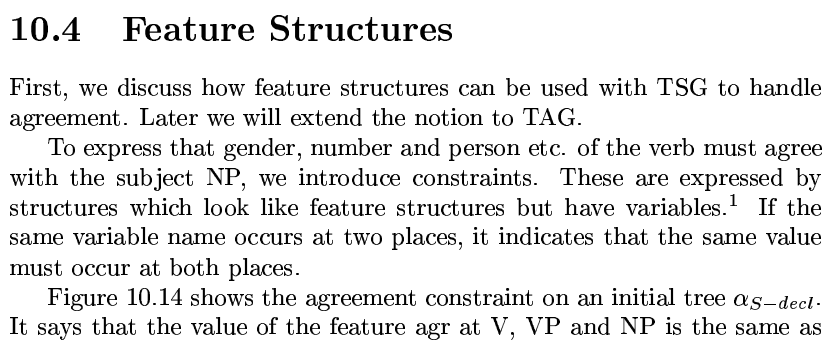 10.4 Feature Structures
First, we discuss how feature structures can be used with TSG to handle
agreement. Later we will extend the notion to TAG.
To express that gender, number and person etc. of the verb must agree
with the subject NP, we introduce constraints. These are expressed by
structures which look like feature structures but have variables.¹ If the
same variable name occurs at two places, it indicates that the same value
must occur at both places.
Figure 10.14 shows the agreement constraint on an initial tree α_{S−decl}.
It says that the value of the feature agr at V, VP and NP is the same as